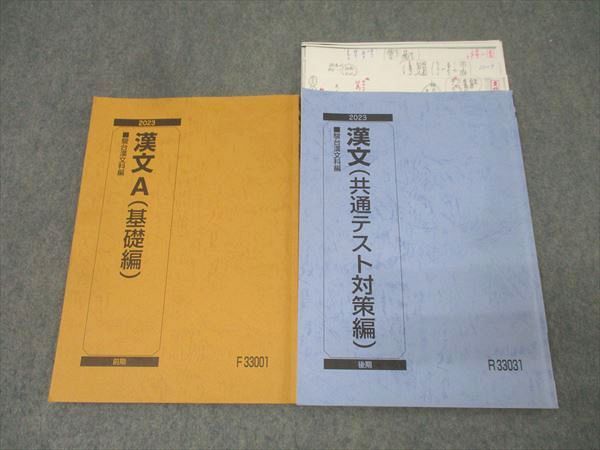 2023
漢文A(基礎編)
■駿台漢文科編
前期
F33001
2023
漢文(共通テスト対策編)
■駿台漢文科編
後期
R33031